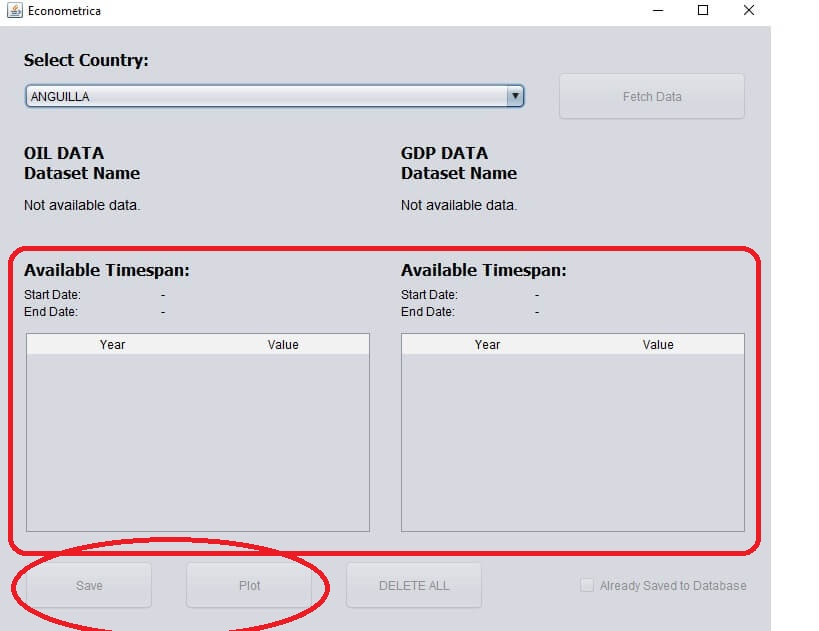 Econometrica
Select Country:
ANGUILLA
Fetch Data
OIL DATA
Dataset Name
Not available data.
GDP DATA
Dataset Name
Not available data.
Available Timespan:
Start Date: -
End Date: -
Year Value
Available Timespan:
Start Date: -
End Date: -
Year Value
Save Plot DELETE ALL Already Saved to Database